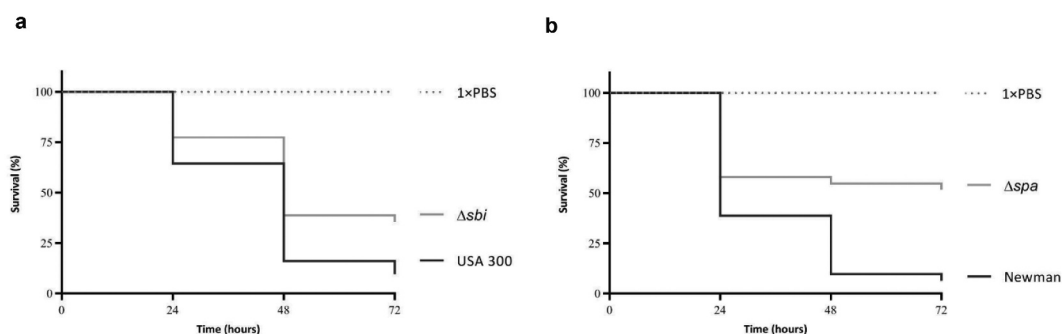 a
100
75
50
25
0
Survival (%)
0 24 48 72
Time (hours)
1×PBS
Δsbi
USA 300
b
100
75
50
25
0
Survival (%)
0 24 48 72
Time (hours)
1×PBS
Δspa
Newman